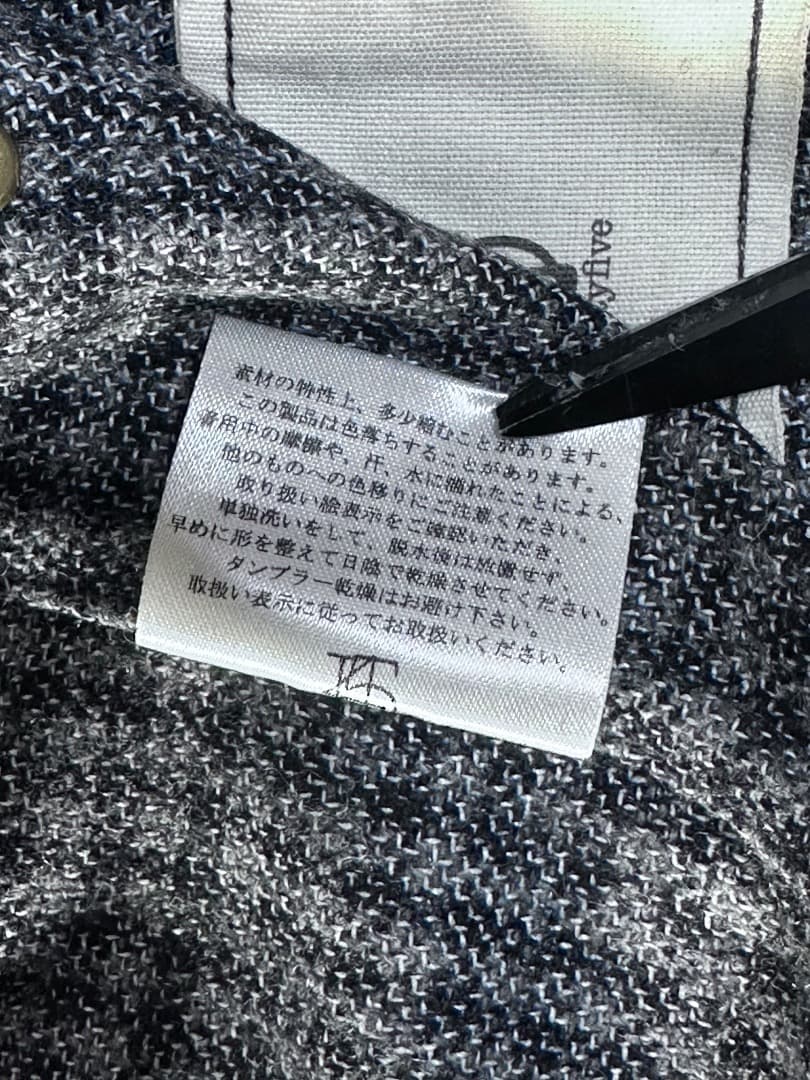 yfive
素材の特性上、多少縮むことがあります。
この製品は色落ちすることがあります。
着用中の摩擦や、汗、水に濡れたことによる、
他のものへの色移りにご注意ください。
取り扱い絵表示をご確認いただき、
単独洗いをして、脱水後は放置せず、
早めに形を整えて日陰で乾燥させてください。
タンブラー乾燥はお避け下さい。
取扱い表示に従ってお取扱いください。